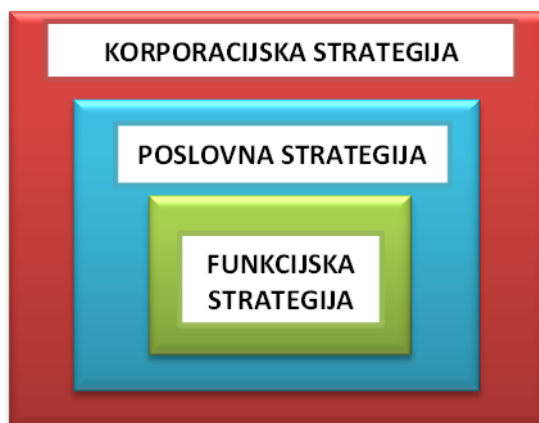 KORPORACIJSKA STRATEGIJA
POSLOVNA STRATEGIJA
FUNKCIJSKA
STRATEGIJA